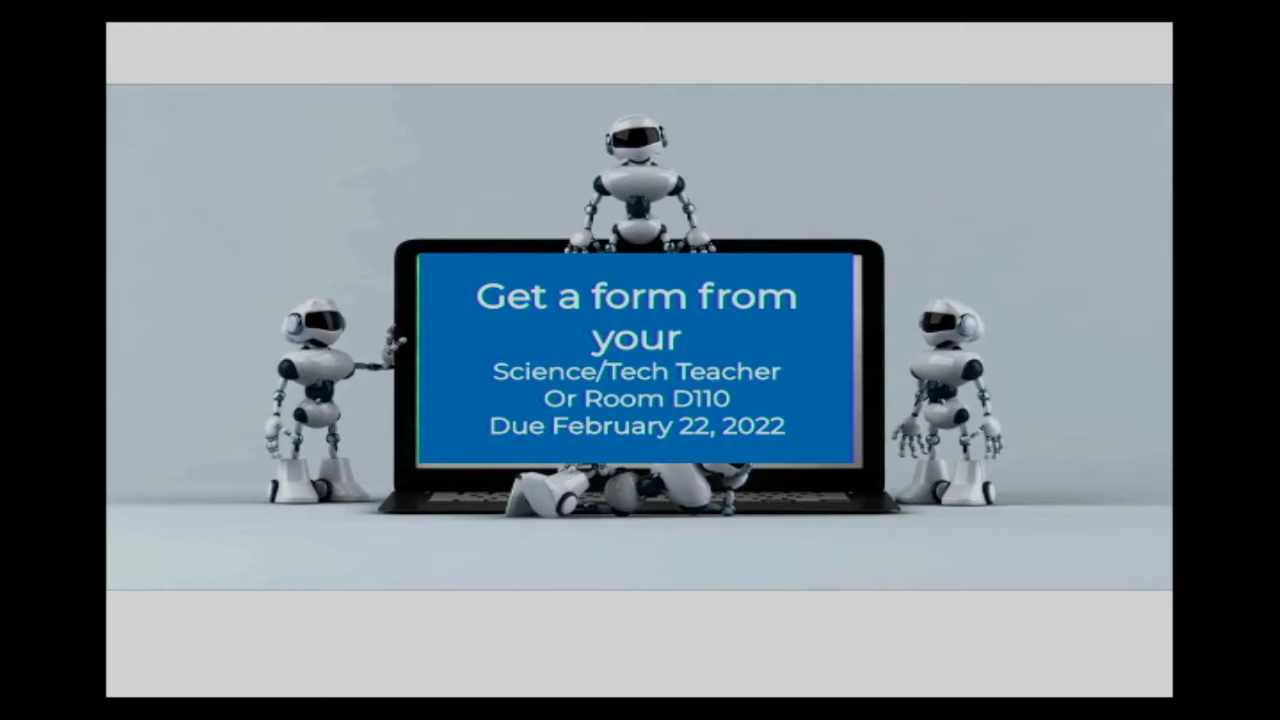 Get a form from
your
Science/Tech Teacher
Or Room D110
Due February 22, 2022